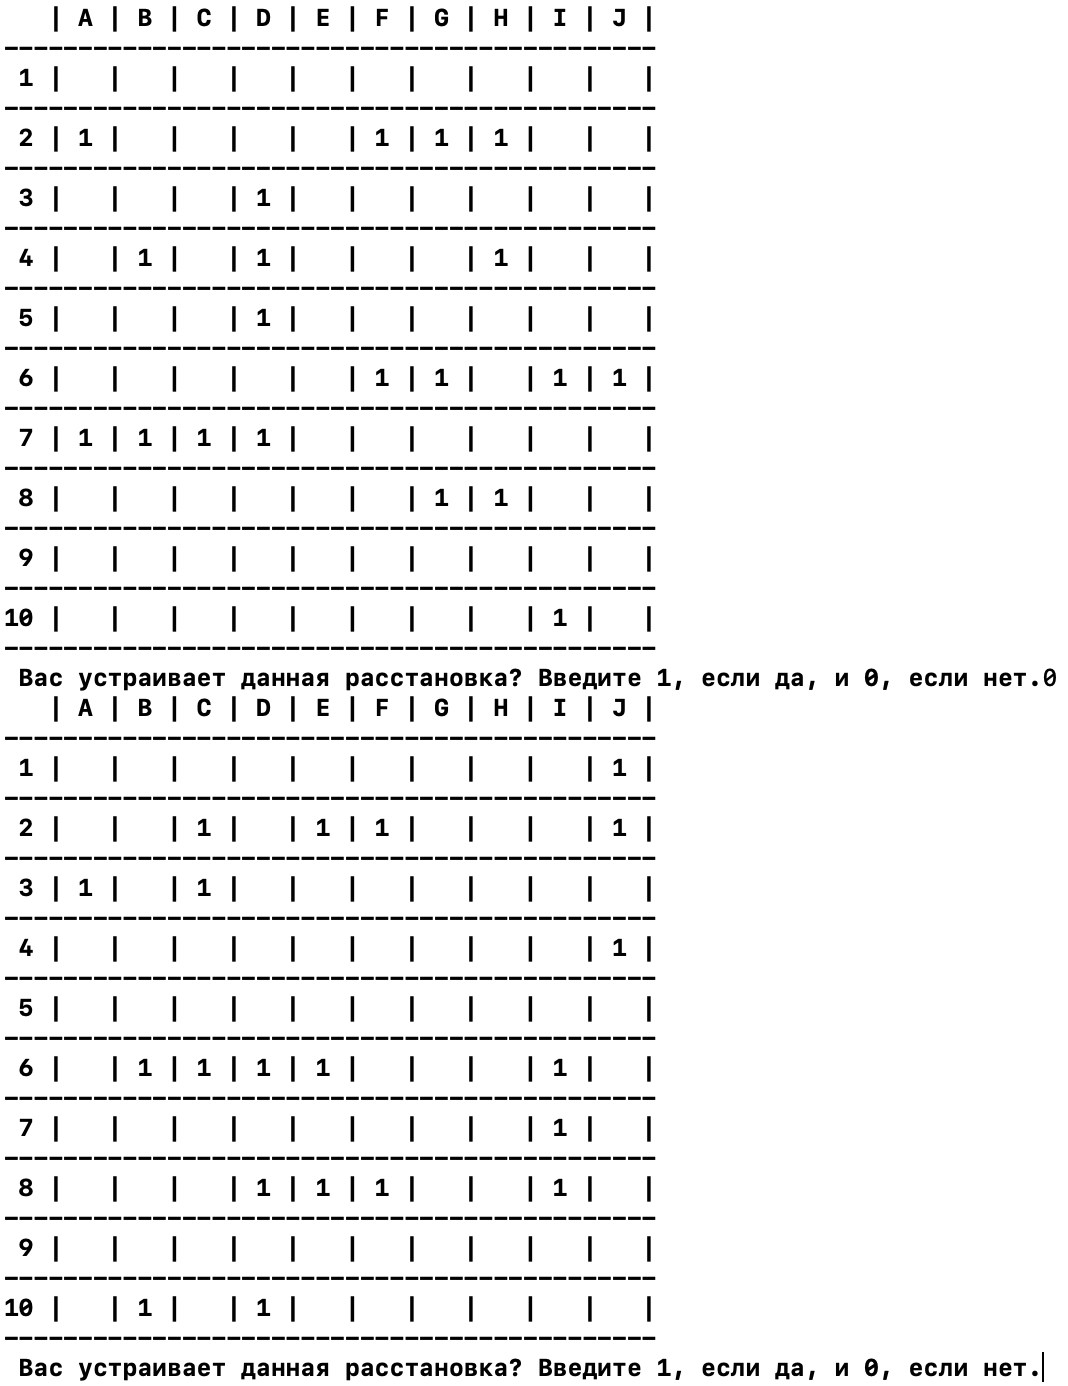 | A | B | C | D | E | F | G | H | I | J |
--------------------------------------------
 1 |   |   |   |   |   |   |   |   |   |   |
--------------------------------------------
 2 | 1 |   |   |   |   | 1 | 1 | 1 |   |   |
--------------------------------------------
 3 |   |   |   | 1 |   |   |   |   |   |   |
--------------------------------------------
 4 |   | 1 |   | 1 |   |   |   | 1 |   |   |
--------------------------------------------
 5 |   |   |   | 1 |   |   |   |   |   |   |
--------------------------------------------
 6 |   |   |   |   |   | 1 | 1 |   | 1 | 1 |
--------------------------------------------
 7 | 1 | 1 | 1 | 1 |   |   |   |   |   |   |
--------------------------------------------
 8 |   |   |   |   |   |   | 1 | 1 |   |   |
--------------------------------------------
 9 |   |   |   |   |   |   |   |   |   |   |
--------------------------------------------
10 |   |   |   |   |   |   |   |   | 1 |   |
--------------------------------------------
 Вас устраивает данная расстановка? Введите 1, если да, и 0, если нет.0
   | A | B | C | D | E | F | G | H | I | J |
--------------------------------------------
 1 |   |   |   |   |   |   |   |   |   | 1 |
--------------------------------------------
 2 |   |   | 1 |   | 1 | 1 |   |   |   | 1 |
--------------------------------------------
 3 | 1 |   | 1 |   |   |   |   |   |   |   |
--------------------------------------------
 4 |   |   |   |   |   |   |   |   |   | 1 |
--------------------------------------------
 5 |   |   |   |   |   |   |   |   |   |   |
--------------------------------------------
 6 |   | 1 | 1 | 1 | 1 |   |   |   | 1 |   |
--------------------------------------------
 7 |   |   |   |   |   |   |   |   | 1 |   |
--------------------------------------------
 8 |   |   |   | 1 | 1 | 1 |   |   | 1 |   |
--------------------------------------------
 9 |   |   |   |   |   |   |   |   |   |   |
--------------------------------------------
10 |   | 1 |   | 1 |   |   |   |   |   |   |
--------------------------------------------
 Вас устраивает данная расстановка? Введите 1, если да, и 0, если нет.